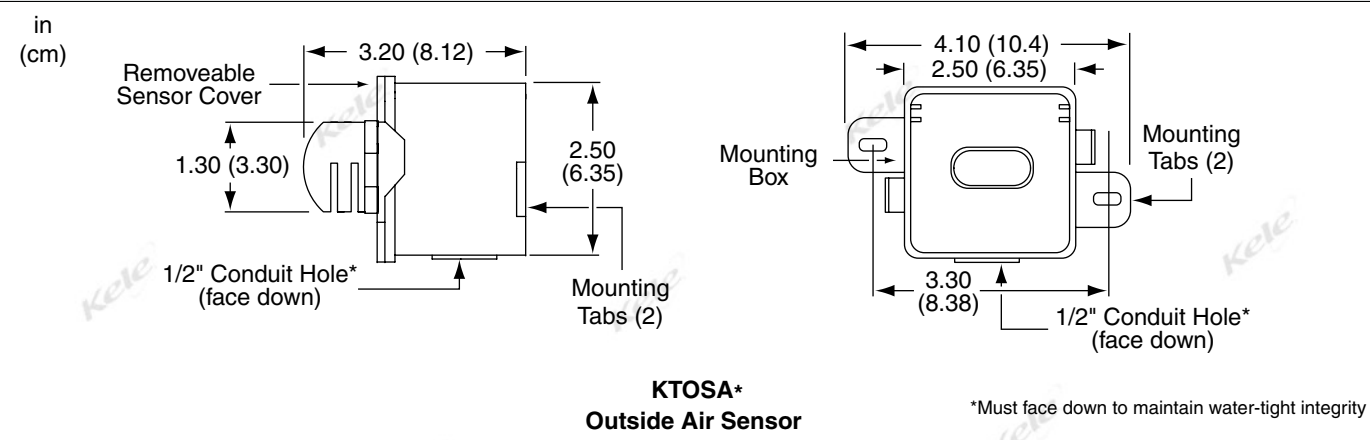 in
(cm)
3.20 (8.12)
Removeable
Sensor Cover
1.30 (3.30)
2.50
(6.35)
1/2" Conduit Hole*
(face down)
Mounting
Tabs (2)
4.10 (10.4)
2.50 (6.35)
Mounting
Box
Mounting
Tabs (2)
3.30
(8.38)
1/2" Conduit Hole*
(face down)
KTOSA*
Outside Air Sensor
*Must face down to maintain water-tight integrity
Kele
Kele
Kele
Kele
Kele
Kele